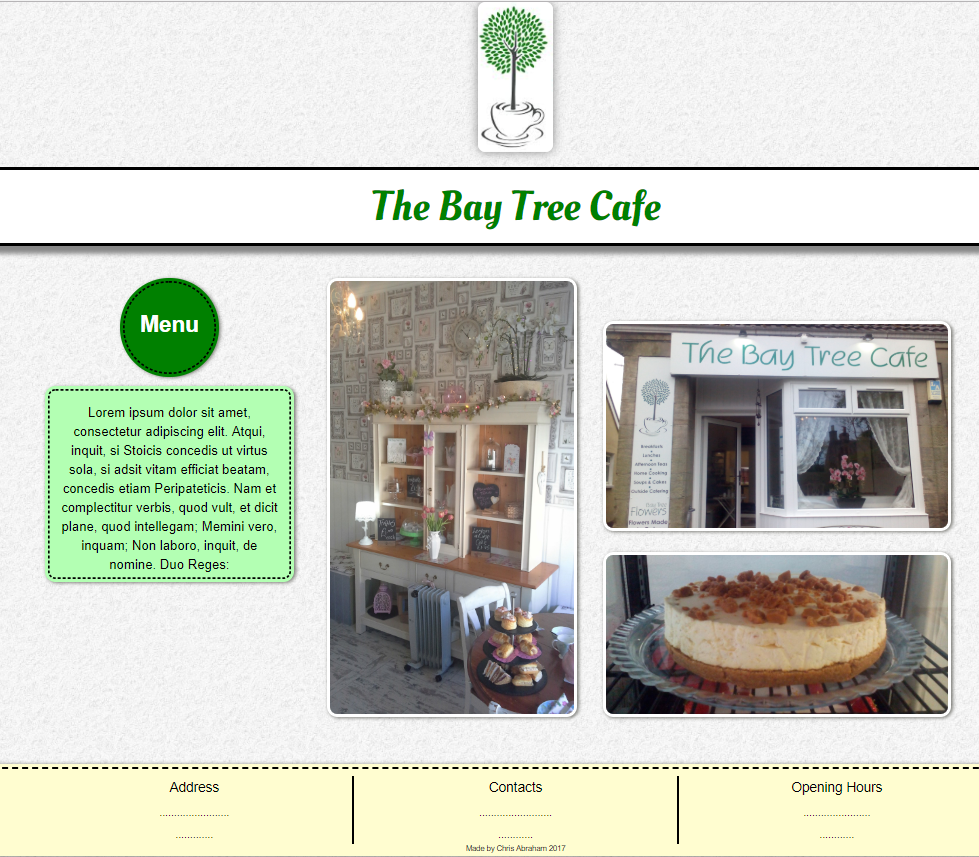 The Bay Tree Cafe
Menu
Lorem ipsum dolor sit amet,
consectetur adipiscing elit. Atqui,
inquit, si Stoicis concedis ut virtus
sola, si adsit vitam efficiat beatam,
concedis etiam Peripateticis. Nam et
complectitur verbis, quod vult, et dicit
plane, quod intellegam; Memini vero,
inquam; Non laboro, inquit, de
nomine. Duo Reges:
The Bay Tree Cafe
Breakfasts
Lunches
Afternoon Teas
Home Cooking
Soups & Cakes
Outside Catering
Flowers
Flowers Made
Address
........................
.............
Contacts
.........................
............
Opening Hours
.......................
............
Made by Chris Abraham 2017